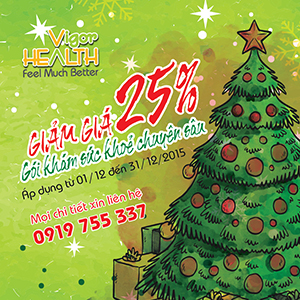 Vigor
HEALTH
Feel Much Better
GIẢM GIÁ 25%
Gói khám sức khoẻ chuyên sâu
Áp dụng từ 01/12 đến 31/12/2015
Mọi chi tiết xin liên hệ
0919 755 337